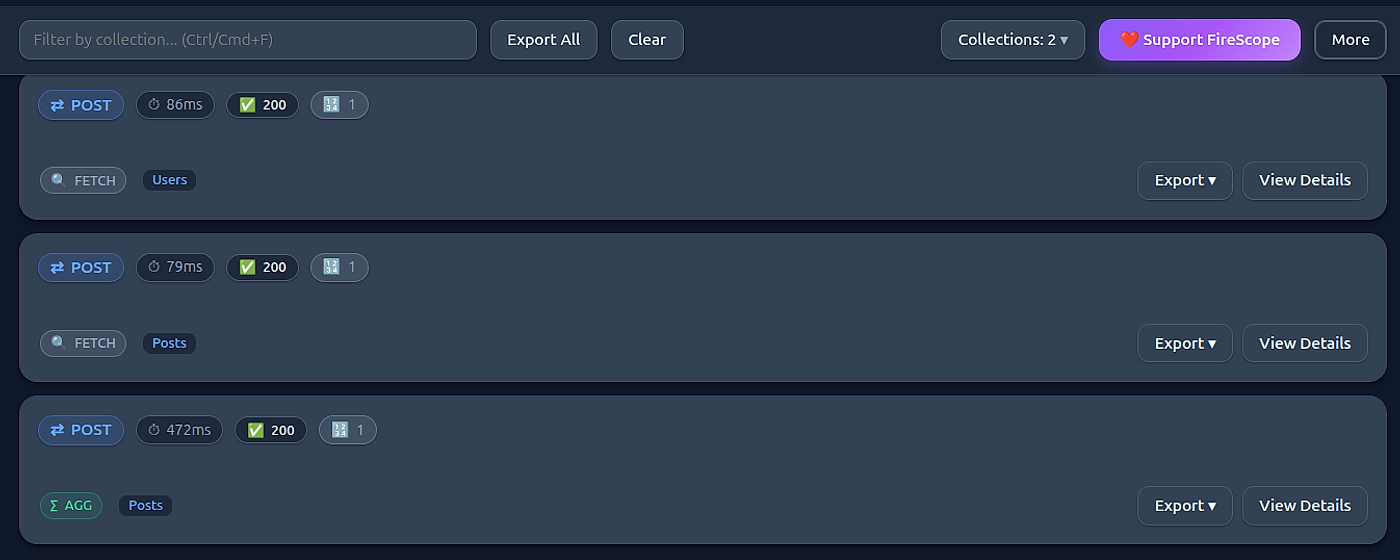 Filter by collection... (Ctrl/Cmd+F) Export All Clear Collections: 2 ▾ ❤️ Support FireScope More
⇄ POST ⏱ 86ms ✅ 200 🔢 1
🔍 FETCH Users Export ▾ View Details
⇄ POST ⏱ 79ms ✅ 200 🔢 1
🔍 FETCH Posts Export ▾ View Details
⇄ POST ⏱ 472ms ✅ 200 🔢 1
Σ AGG Posts Export ▾ View Details